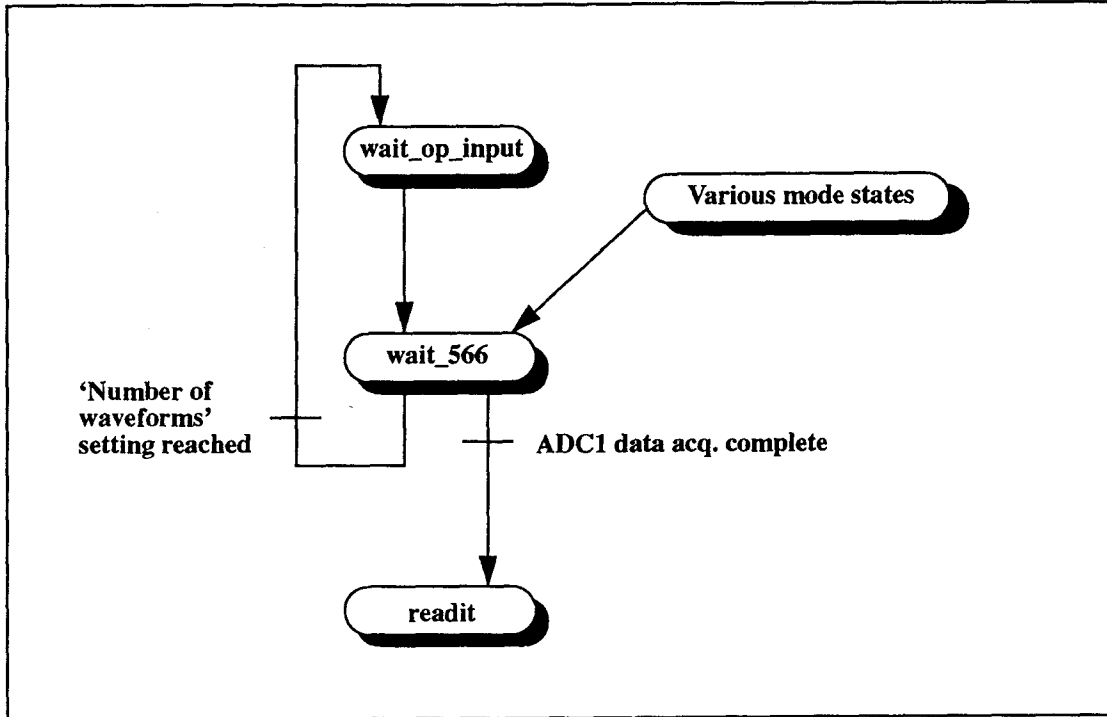 wait_op_input
Various mode states
wait_566
‘Number of
waveforms’
setting reached
ADC1 data acq. complete
readit